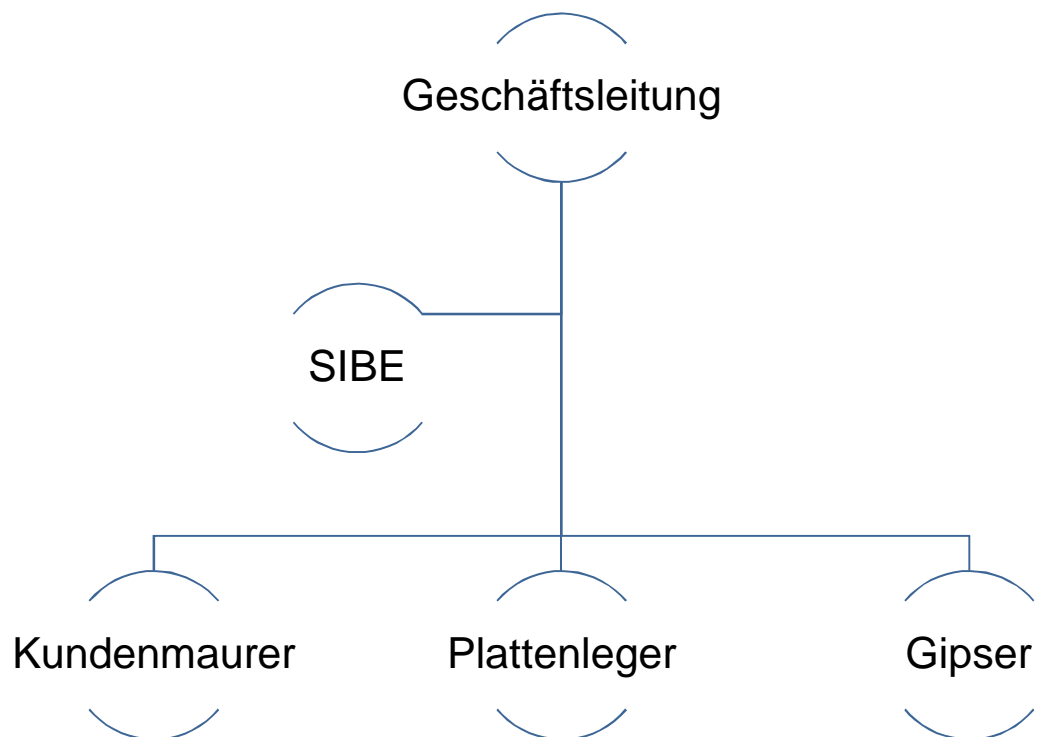 Geschäftsleitung
SIBE
Kundenmaurer
Plattenleger
Gipser